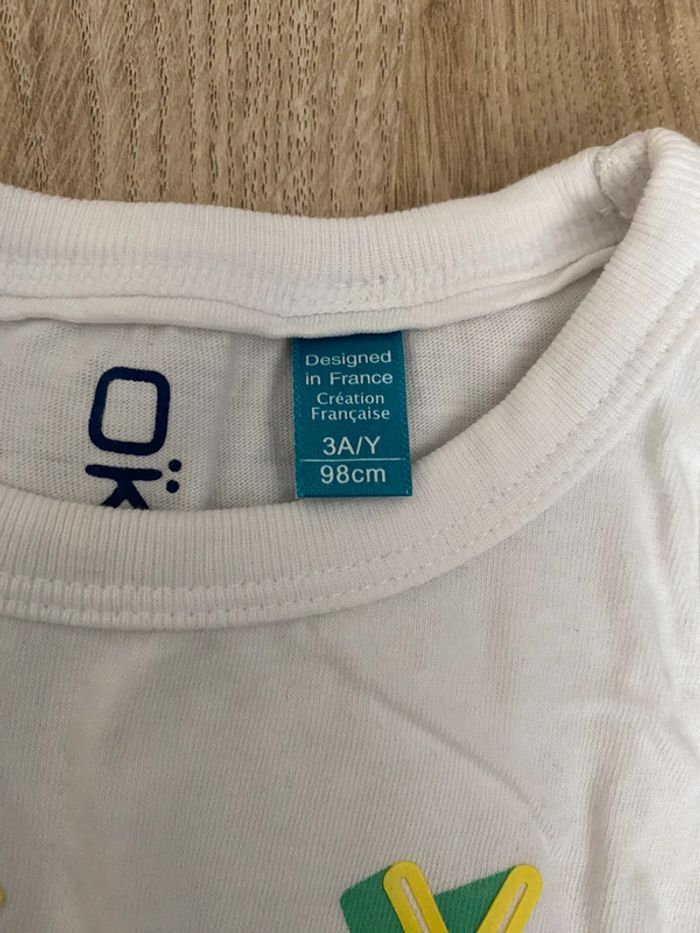 Designed
in France
Création
Française
3A/Y
98cm